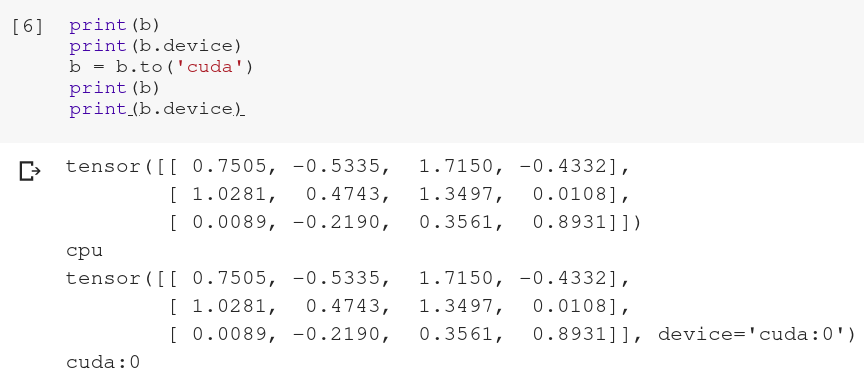 [6] print(b)
print(b.device)
b = b.to('cuda')
print(b)
print(b.device)
tensor([[ 0.7505, -0.5335,  1.7150, -0.4332],
        [ 1.0281,  0.4743,  1.3497,  0.0108],
        [ 0.0089, -0.2190,  0.3561,  0.8931]])
cpu
tensor([[ 0.7505, -0.5335,  1.7150, -0.4332],
        [ 1.0281,  0.4743,  1.3497,  0.0108],
        [ 0.0089, -0.2190,  0.3561,  0.8931]], device='cuda:0')
cuda:0